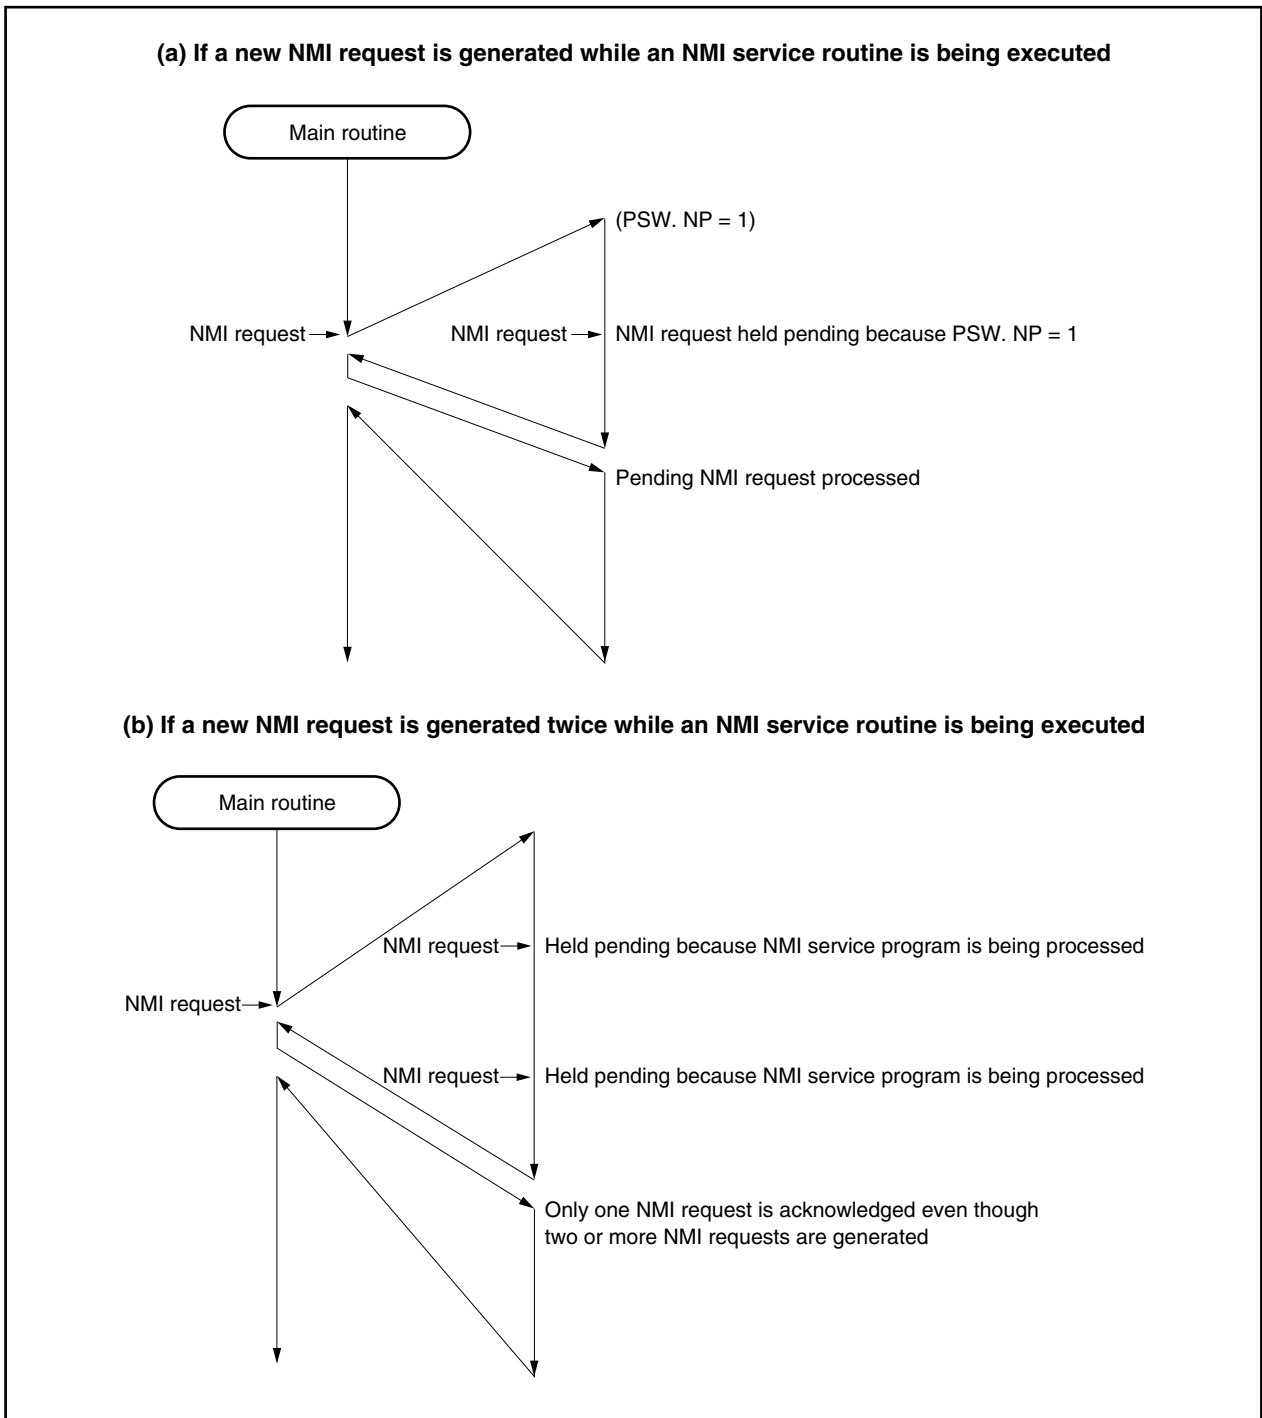 (a) If a new NMI request is generated while an NMI service routine is being executed
Main routine
(PSW. NP = 1)
NMI request
NMI request
NMI request held pending because PSW. NP = 1
Pending NMI request processed
(b) If a new NMI request is generated twice while an NMI service routine is being executed
Main routine
NMI request
Held pending because NMI service program is being processed
NMI request
NMI request
Held pending because NMI service program is being processed
Only one NMI request is acknowledged even though
two or more NMI requests are generated